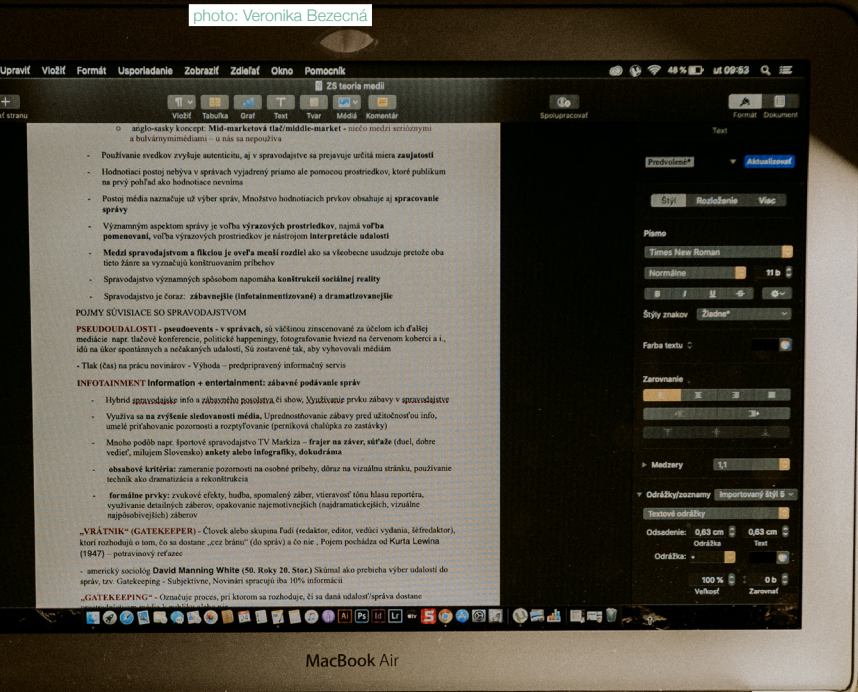 photo: Veronika Bezecná
Upraviť Vložiť Formát Usporiadanie Zobraziť Zdieľať Okno Pomocník 48 % ut 09:53
ZS teoria medii
Vložiť Tabuľka Graf Text Tvar Médiá Komentár Spolupracovať Formát Dokument
Text
Predvolené* Aktualizovať
Štýl Rozloženie Viac
Písmo
Times New Roman
Normálne 11 b
B I U S
Štýly znakov Žiadne*
Farba textu
Zarovnanie
Medzery 1,1
Odrážky/zoznamy Importovaný štýl 5
Textové odrážky
Odsadenie: 0,63 cm 0,63 cm
Odrážka Text
Odrážka: •
100 % 0 b
Veľkosť Zarovnať
anglo-sasky koncept: Mid-marketová tlač/middle-market - niečo medzi serióznymi
a bulvárnymimédiami – u nás sa nepoužíva
- Používanie svedkov zvyšuje autenticitu, aj v spravodajstve sa prejavuje určitá miera zaujatosti
- Hodnotiaci postoj nebýva v správach vyjadrený priamo ale pomocou prostriedkov, ktoré publikum
na prvý pohľad ako hodnotiace nevníma
- Postoj média naznačuje už výber správ, Množstvo hodnotiacich prvkov obsahuje aj spracovanie
správy
- Významným aspektom správy je voľba výrazových prostriedkov, najmä voľba
pomenovaní, voľba výrazových prostriedkov je nástrojom interpretácie udalosti
- Medzi spravodajstvom a fikciou je oveľa menší rozdiel ako sa všeobecne usudzuje pretože oba
tieto žánre sa vyznačujú konštruovaním príbehov
- Spravodajstvo významných spôsobom napomáha konštrukcii sociálnej reality
- Spravodajstvo je čoraz: zábavnejšie (infotainmentizované) a dramatizovanejšie
POJMY SÚVISIACE SO SPRAVODAJSTVOM
PSEUDOUDALOSTI - pseudoevents - v správach, sú väčšinou zinscenované za účelom ich ďalšej
mediácie napr. tlačové konferencie, politické happeningy, fotografovanie hviezd na červenom koberci a i.,
idú na úkor spontánnych a nečakaných udalostí, Sú zostavené tak, aby vyhovovali médiám
- Tlak (čas) na prácu novinárov - Výhoda – predpripravený informačný servis
INFOTAINMENT Information + entertainment: zábavné podávanie správ
- Hybrid spravodajske info a zábavného posolstva či show, Využívanie prvku zábavy v spravodajstve
- Využíva sa na zvýšenie sledovanosti média, Uprednostňovanie zábavy pred užitočnosťou info,
umelé priťahovanie pozornosti a rozptyľovanie (perníková chalúpka zo zastávky)
- Mnoho podôb napr. športové spravodajstvo TV Markíza – frajer na záver, súťaže (duel, dobre
vedieť, milujem Slovensko) ankety alebo infografiky, dokudráma
- obsahové kritéria: zameranie pozornosti na osobné príbehy, dôraz na vizuálnu stránku, používanie
techník ako dramatizácia a rekonštrukcia
- formálne prvky: zvukové efekty, hudba, spomalený záber, vtieravosť tónu hlasu reportéra,
využívanie detailných záberov, opakovanie najemotívnejších (najdramatickejších, vizuálne
najpôsobivejších) záberov
„VRÁTNIK“ (GATEKEEPER) - Človek alebo skupina ľudí (redaktor, editor, vedúci vydania, šéfredaktor),
ktorí rozhodujú o tom, čo sa dostane „cez bránu“ (do správ) a čo nie , Pojem pochádza od Kurta Lewina
(1947) – potravinový reťazec
- americký sociológ David Manning White (50. Roky 20. Stor.) Skúmal ako prebieha výber udalostí do
správ, tzv. Gatekeeping - Subjektívne, Novinári spracujú iba 10% informácií
„GATEKEEPING“ - Označuje proces, pri ktorom sa rozhoduje, či sa daná udalosť/správa dostane
Ai Ps Id Lr tv S
MacBook Air